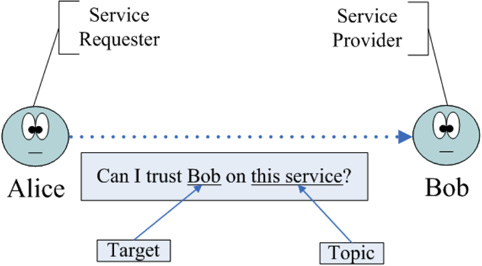 Service
Requester
Service
Provider
Alice
Bob
Can I trust Bob on this service?
Target
Topic